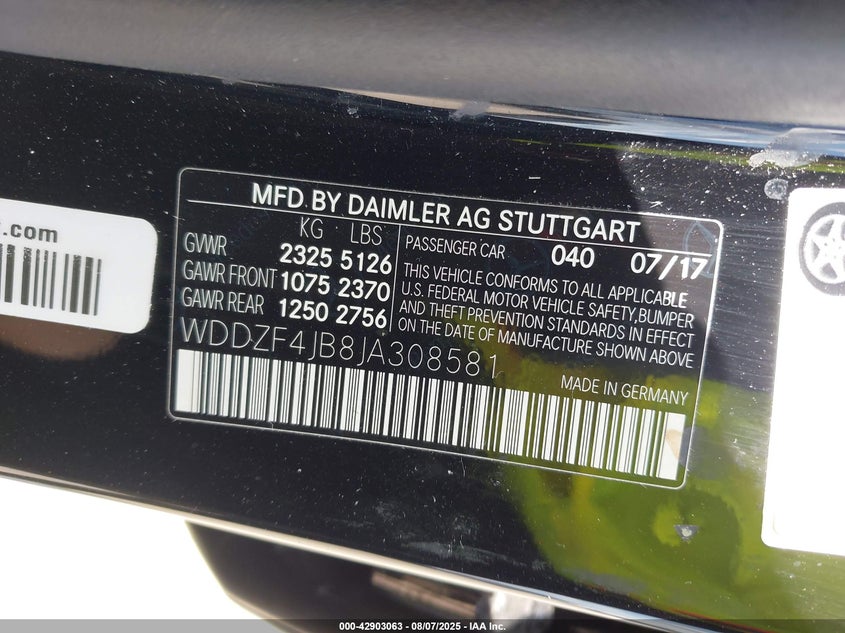 t.com
MFD. BY DAIMLER AG STUTTGART
KG LBS
GVWR 2325 5126
GAWR FRONT 1075 2370
GAWR REAR 1250 2756
PASSENGER CAR 040 07/17
THIS VEHICLE CONFORMS TO ALL APPLICABLE
U.S. FEDERAL MOTOR VEHICLE SAFETY,BUMPER
AND THEFT PREVENTION STANDARDS IN EFFECT
ON THE DATE OF MANUFACTURE SHOWN ABOVE
WDDZF4JB8JA308581
MADE IN GERMANY
000-42903063 - 08/07/2025 - IAA Inc.